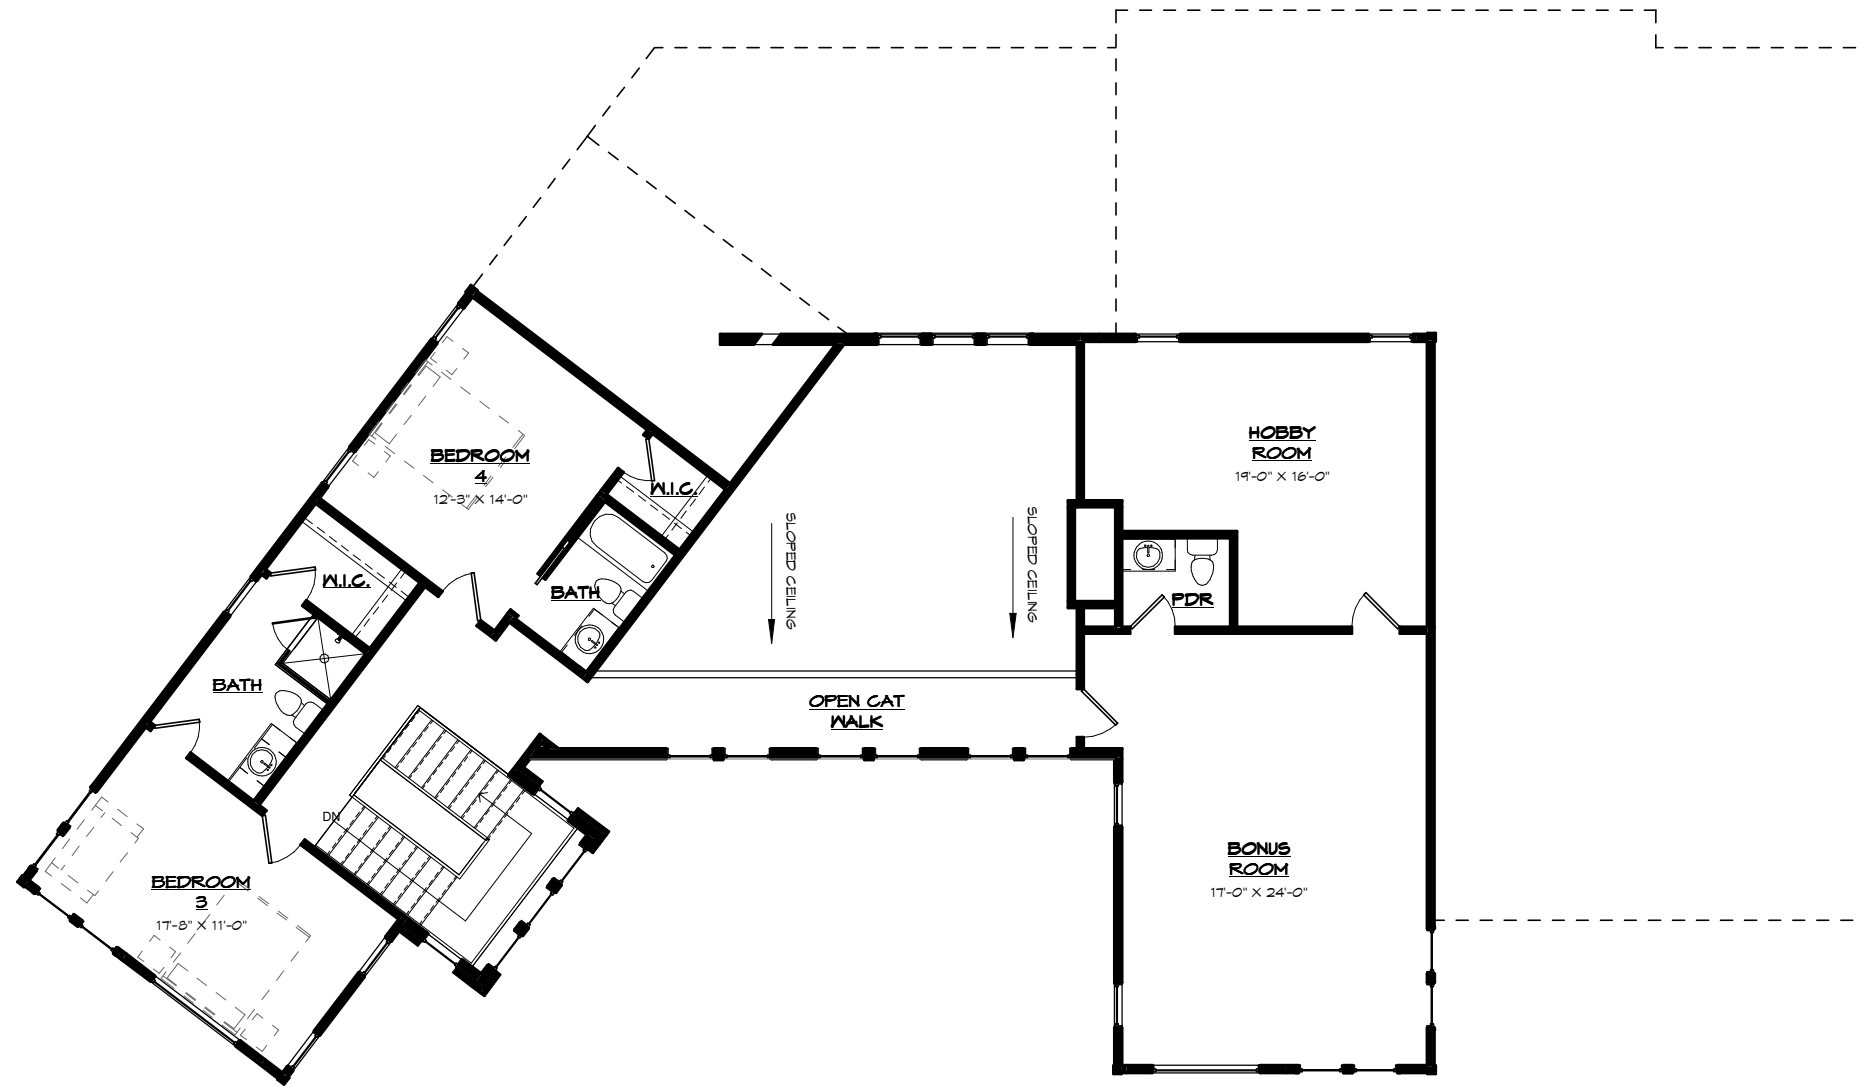 HOBBY
ROOM
19'-0" X 16'-0"
BEDROOM
4
12'-3" X 14'-0"
W.I.C.
SLOPED CEILING
SLOPED CEILING
W.I.C.
BATH
PDR
BATH
OPEN CAT
WALK
DN
BONUS
ROOM
17'-0" X 24'-0"
BEDROOM
3
17'-8" X 11'-0"